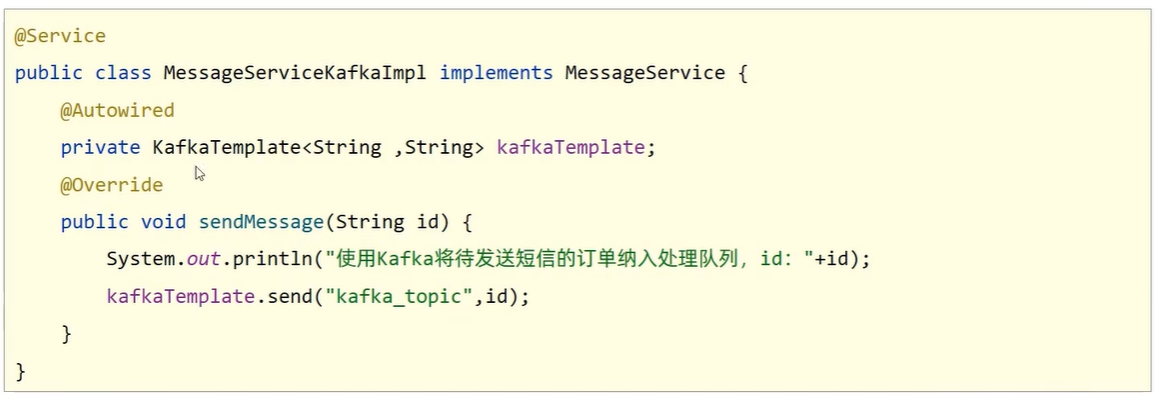 @Service
public class MessageServiceKafkaImpl implements MessageService {
@Autowired
private KafkaTemplate<String ,String> kafkaTemplate;
@Override
public void sendMessage(String id) {
System.out.println("使用Kafka将待发送短信的订单纳入处理队列，id："+id);
kafkaTemplate.send("kafka_topic",id);
}
}